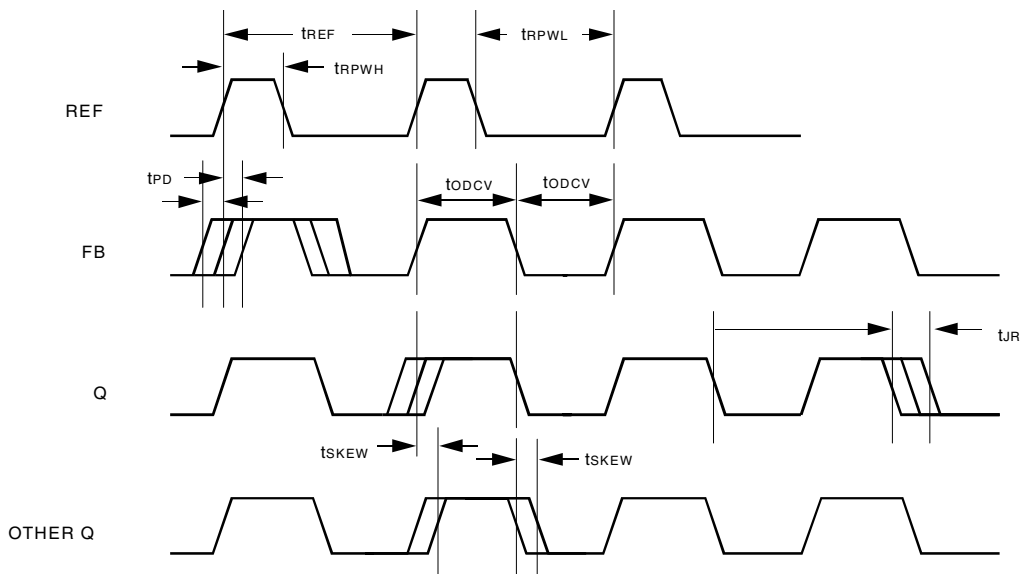 tREF
tRPWL
tRPWH
REF
tPD
tODCV
tODCV
FB
tJR
Q
tSKEW
tSKEW
OTHER Q